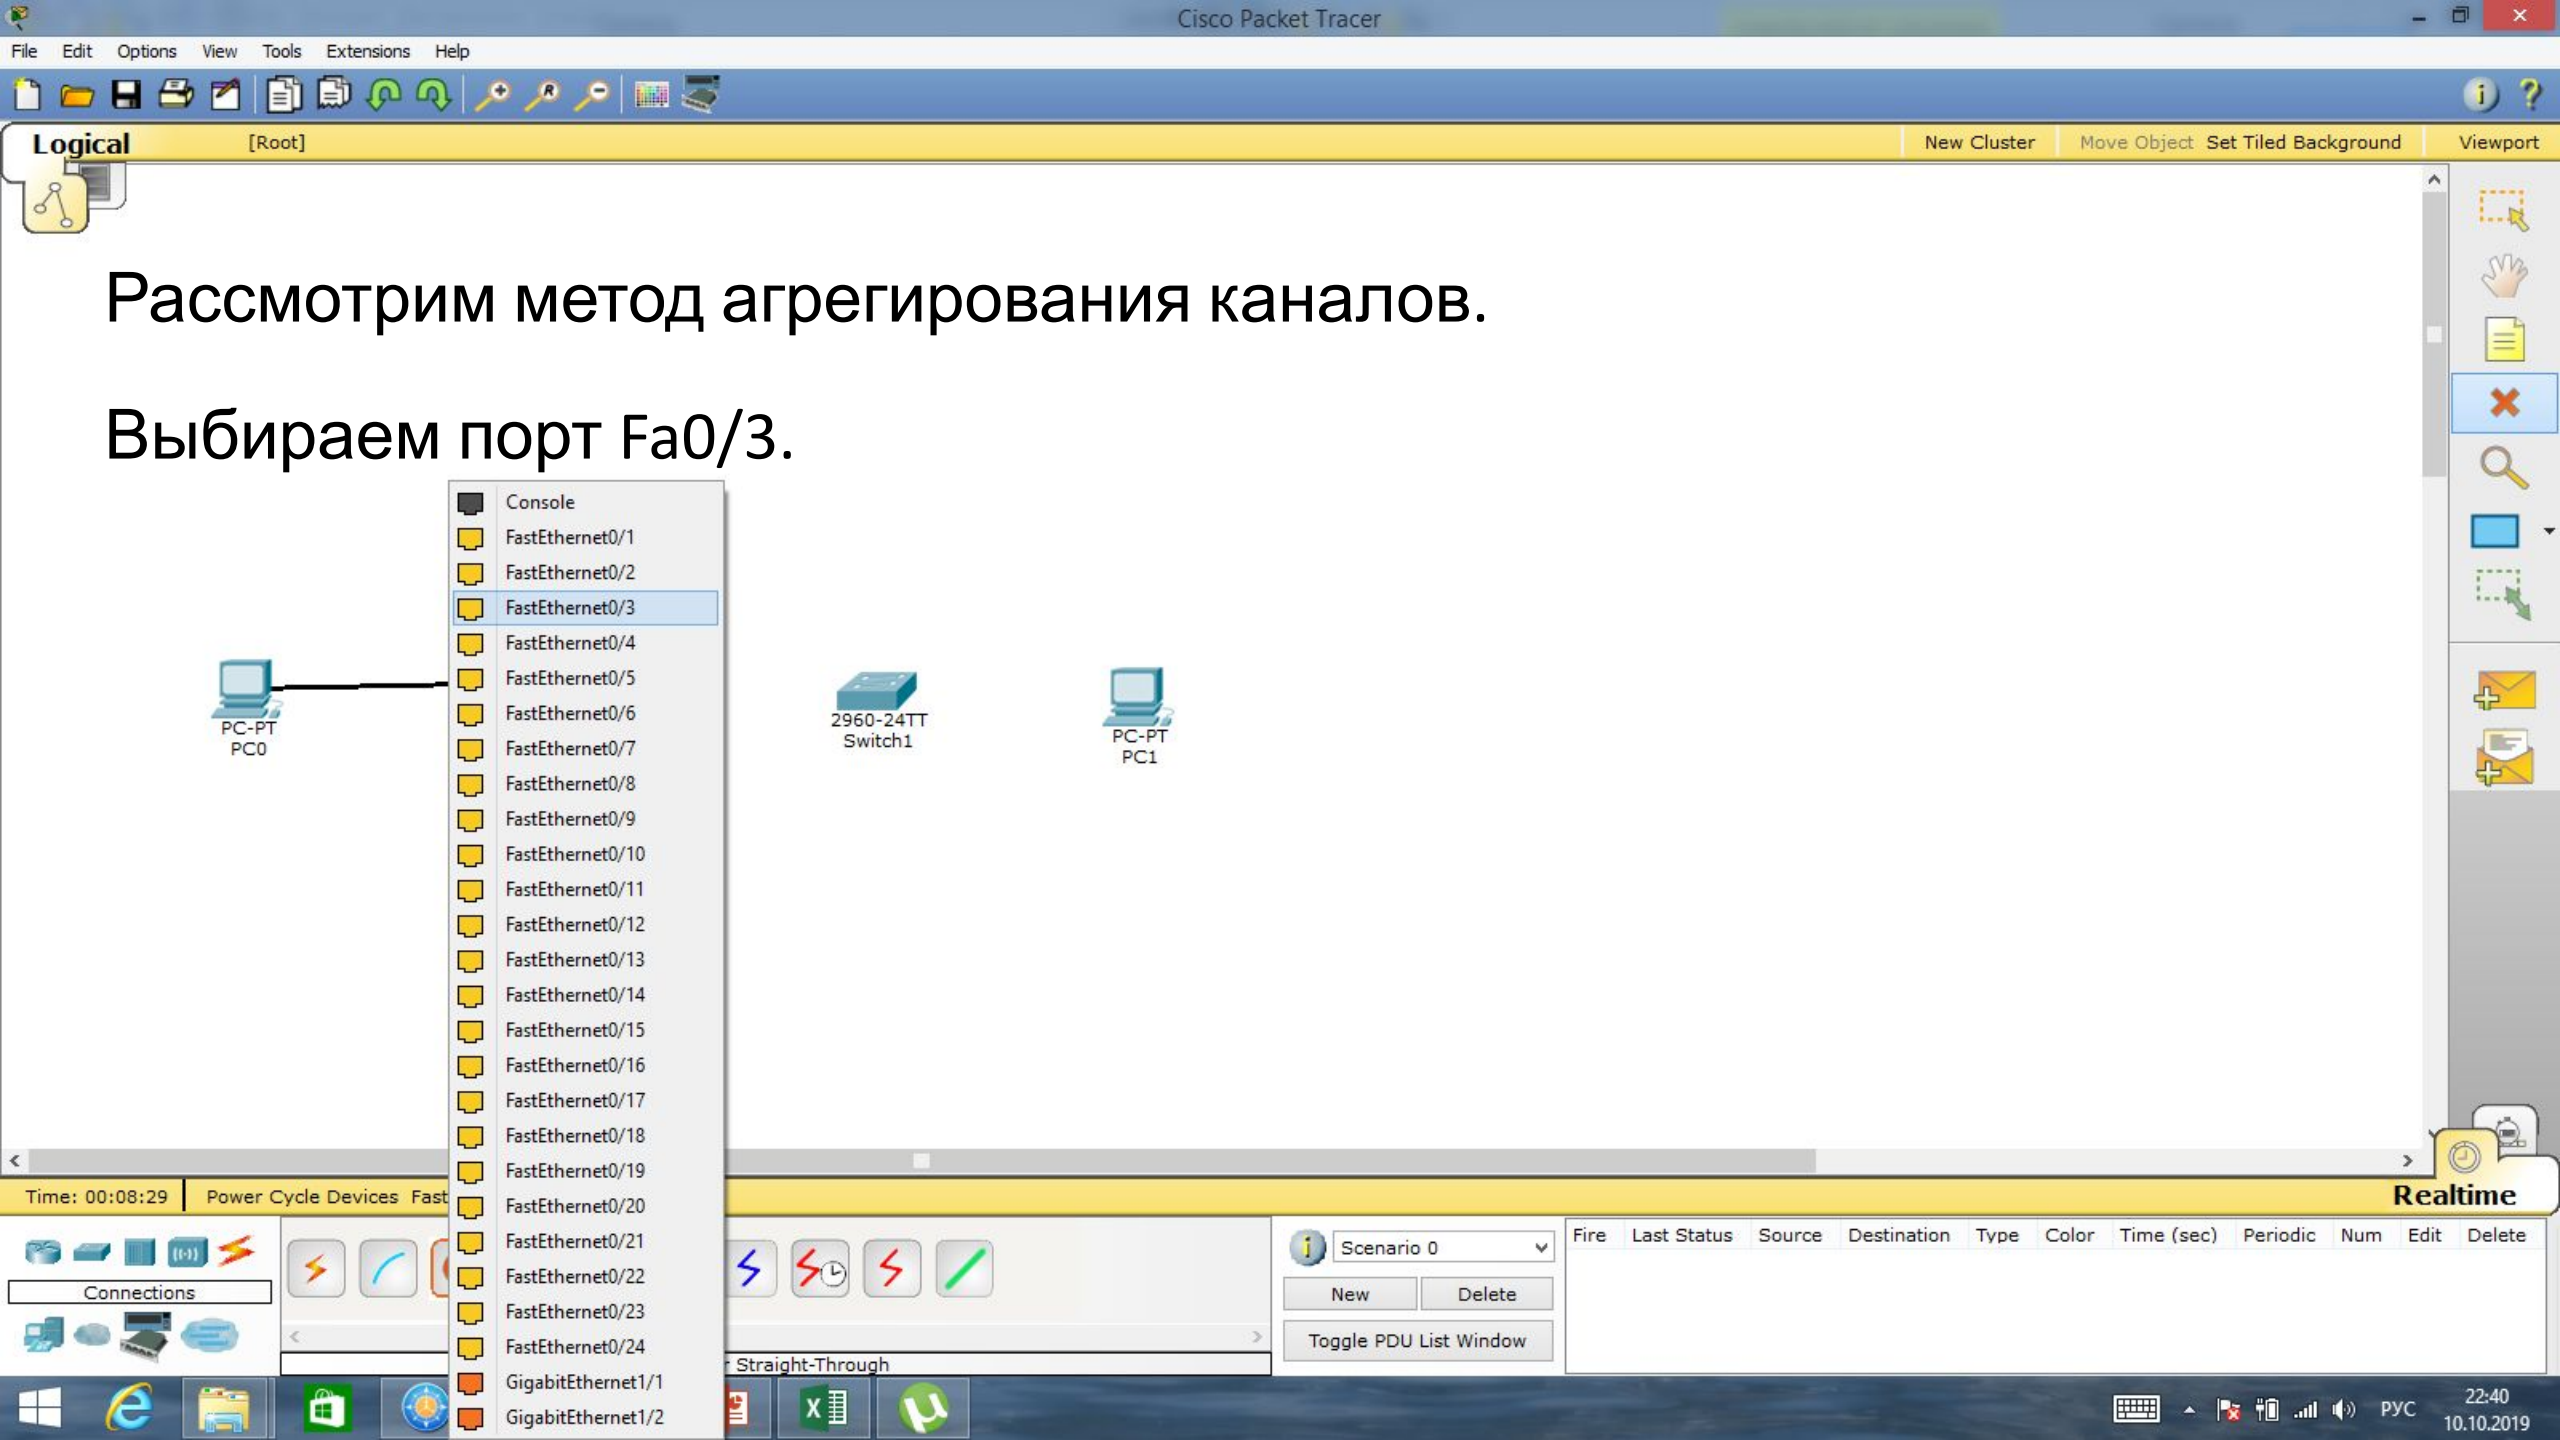 Cisco Packet Tracer
File Edit Options View Tools Extensions Help
Logical [Root] New Cluster Move Object Set Tiled Background Viewport
Рассмотрим метод агрегирования каналов.
Выбираем порт Fa0/3.
Console
FastEthernet0/1
FastEthernet0/2
FastEthernet0/3
FastEthernet0/4
FastEthernet0/5
FastEthernet0/6
FastEthernet0/7
FastEthernet0/8
FastEthernet0/9
FastEthernet0/10
FastEthernet0/11
FastEthernet0/12
FastEthernet0/13
FastEthernet0/14
FastEthernet0/15
FastEthernet0/16
FastEthernet0/17
FastEthernet0/18
FastEthernet0/19
FastEthernet0/20
FastEthernet0/21
FastEthernet0/22
FastEthernet0/23
FastEthernet0/24
GigabitEthernet1/1
GigabitEthernet1/2
PC-PT
PC0
2960-24TT
Switch1
PC-PT
PC1
Time: 00:08:29 Power Cycle Devices Fast
Realtime
Connections
Straight-Through
Scenario 0
New Delete
Toggle PDU List Window
Fire Last Status Source Destination Type Color Time (sec) Periodic Num Edit Delete
РУС
22:40
10.10.2019